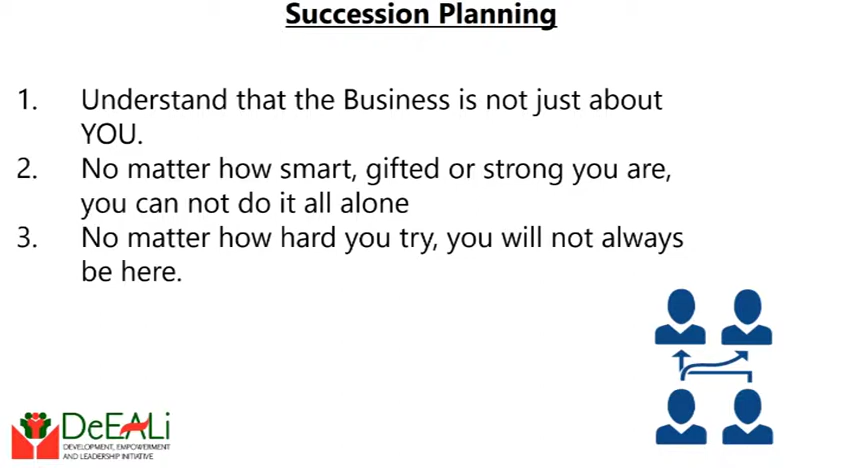 Succession Planning
1. Understand that the Business is not just about
YOU.
2. No matter how smart, gifted or strong you are,
you can not do it all alone
3. No matter how hard you try, you will not always
be here.
DeEALi
DEVELOPMENT, EMPOWERMENT
AND LEADERSHIP INITIATIVE